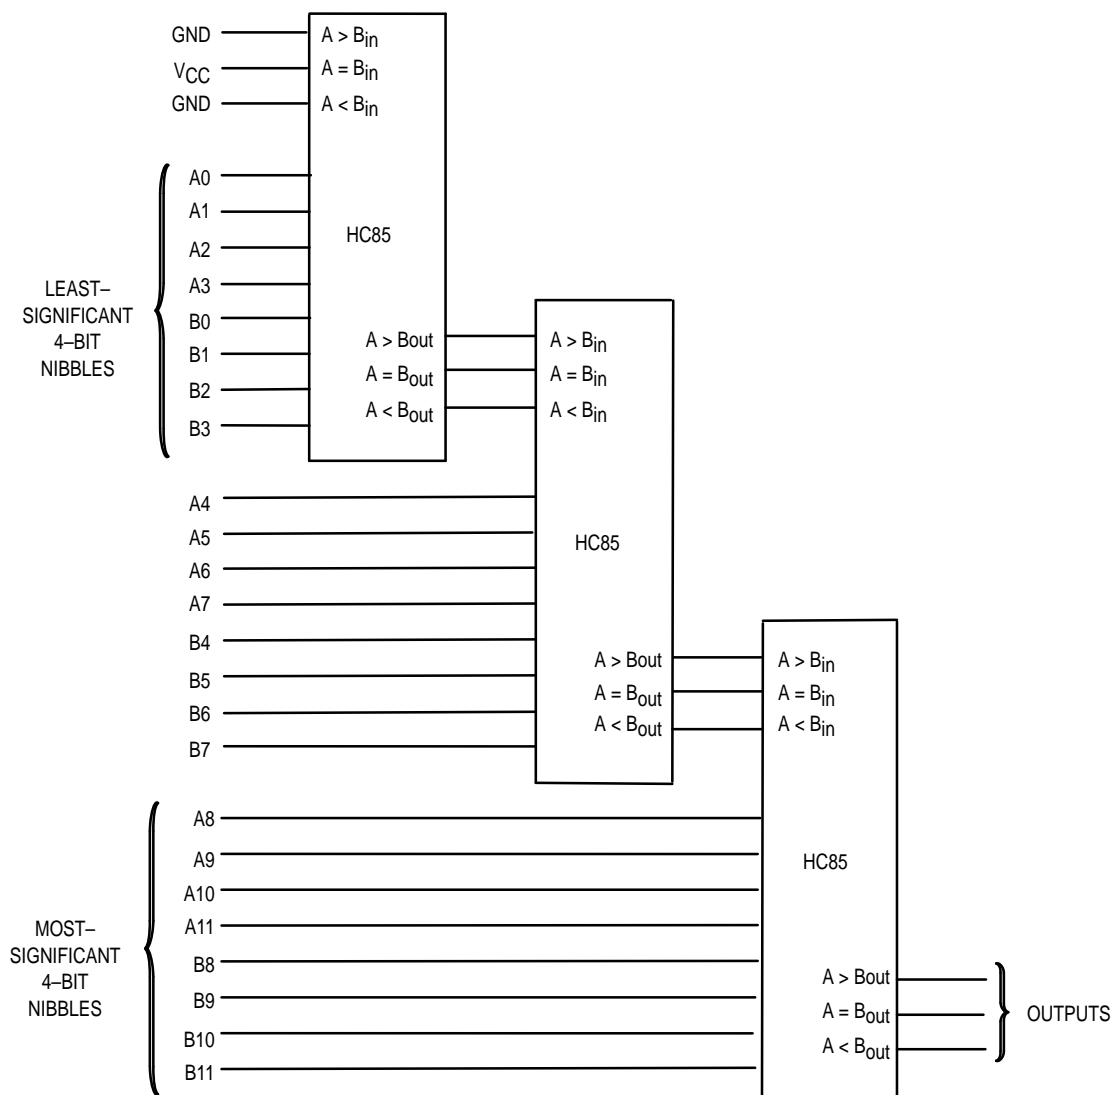 GND
VCC
GND
A > Bin
A = Bin
A < Bin
A0
A1
A2
A3
B0
B1
B2
B3
LEAST–
SIGNIFICANT
4–BIT
NIBBLES
HC85
A > Bout
A = Bout
A < Bout
A > Bin
A = Bin
A < Bin
A4
A5
A6
A7
B4
B5
B6
B7
HC85
A > Bout
A = Bout
A < Bout
A > Bin
A = Bin
A < Bin
A8
A9
A10
A11
B8
B9
B10
B11
MOST–
SIGNIFICANT
4–BIT
NIBBLES
HC85
A > Bout
A = Bout
A < Bout
OUTPUTS